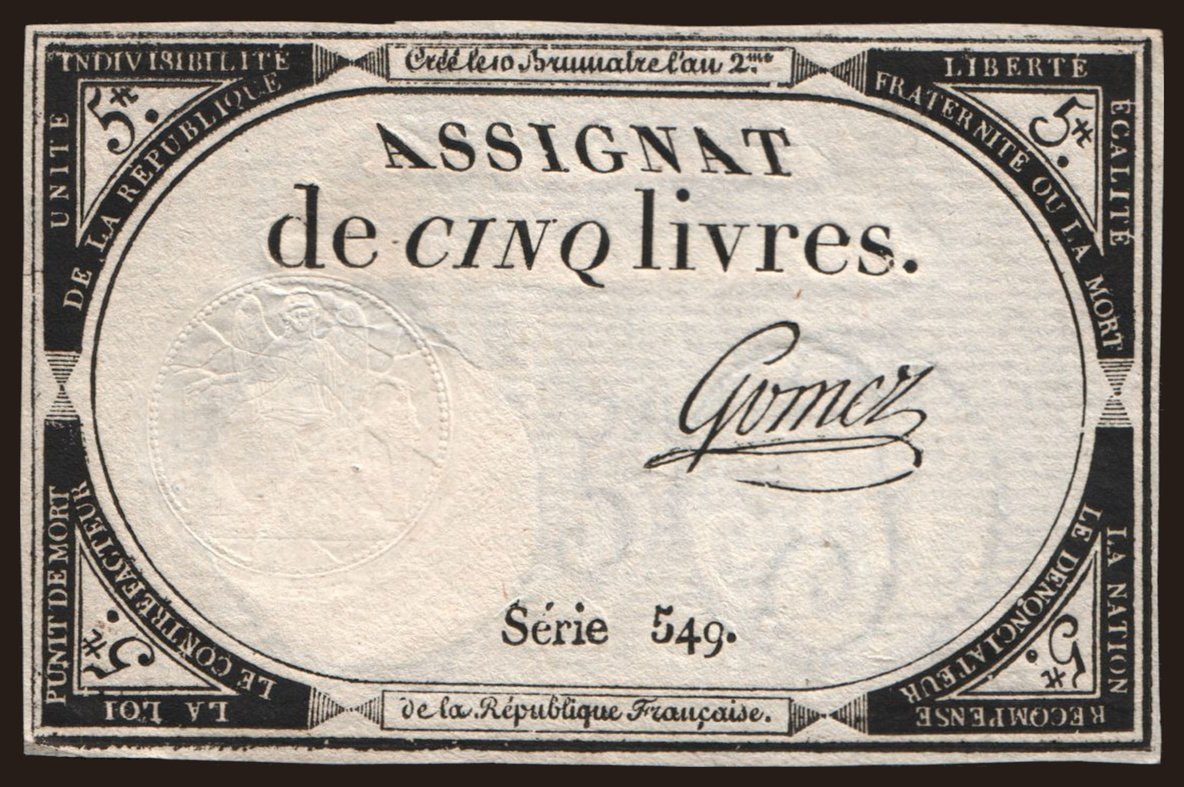 Créé le 10 Brumaire l'an 2.me
INDIVISIBILITÉ
UNITÉ
DE LA RÉPUBLIQUE
5.
LIBERTÉ
ÉGALITÉ
FRATERNITÉ OU LA MORT
5.
ASSIGNAT
de CINQ livres.
Gomez
Série 549.
LA LOI
PUNIT DE MORT
LE CONTREFACTEUR
5.
LA NATION
RECOMPENSE
LE DENONCIATEUR
5.
de la République Française.